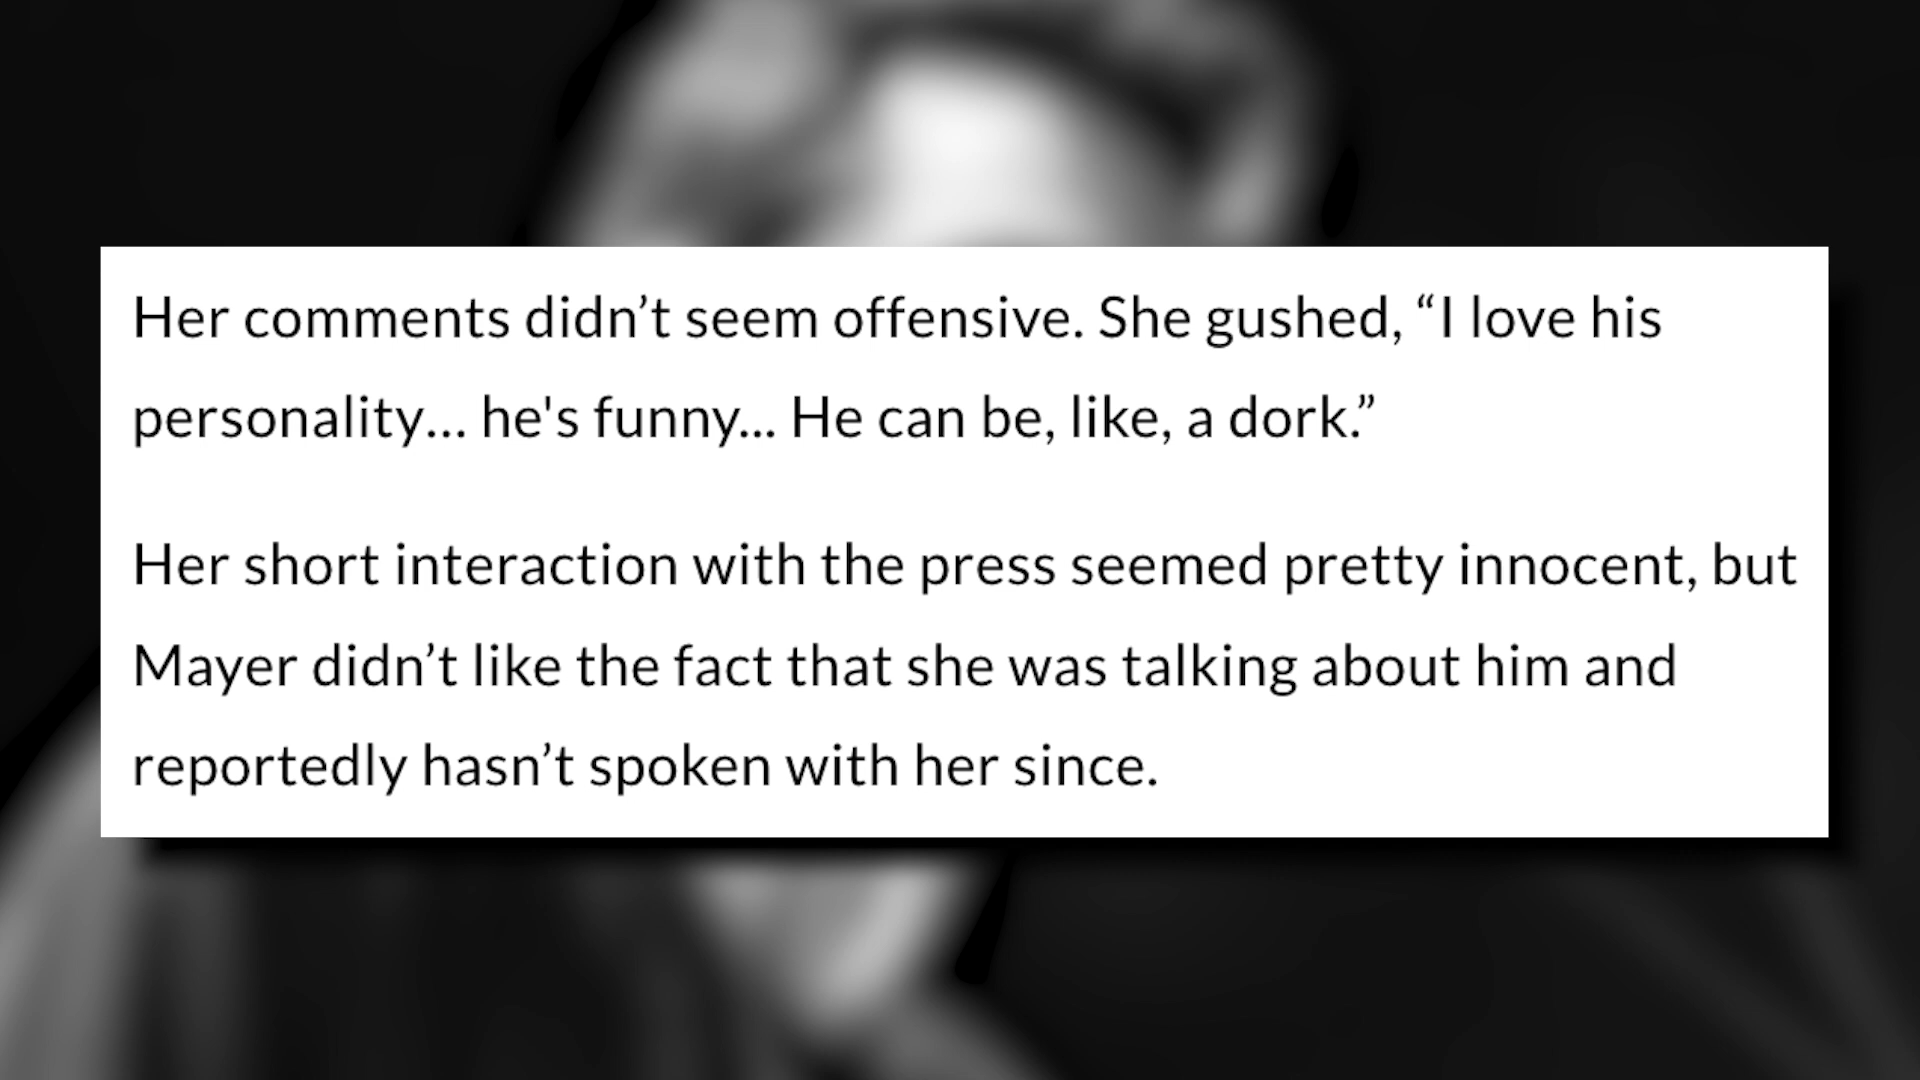 Her comments didn’t seem offensive. She gushed, “I love his
personality… he's funny... He can be, like, a dork.”
Her short interaction with the press seemed pretty innocent, but
Mayer didn’t like the fact that she was talking about him and
reportedly hasn’t spoken with her since.